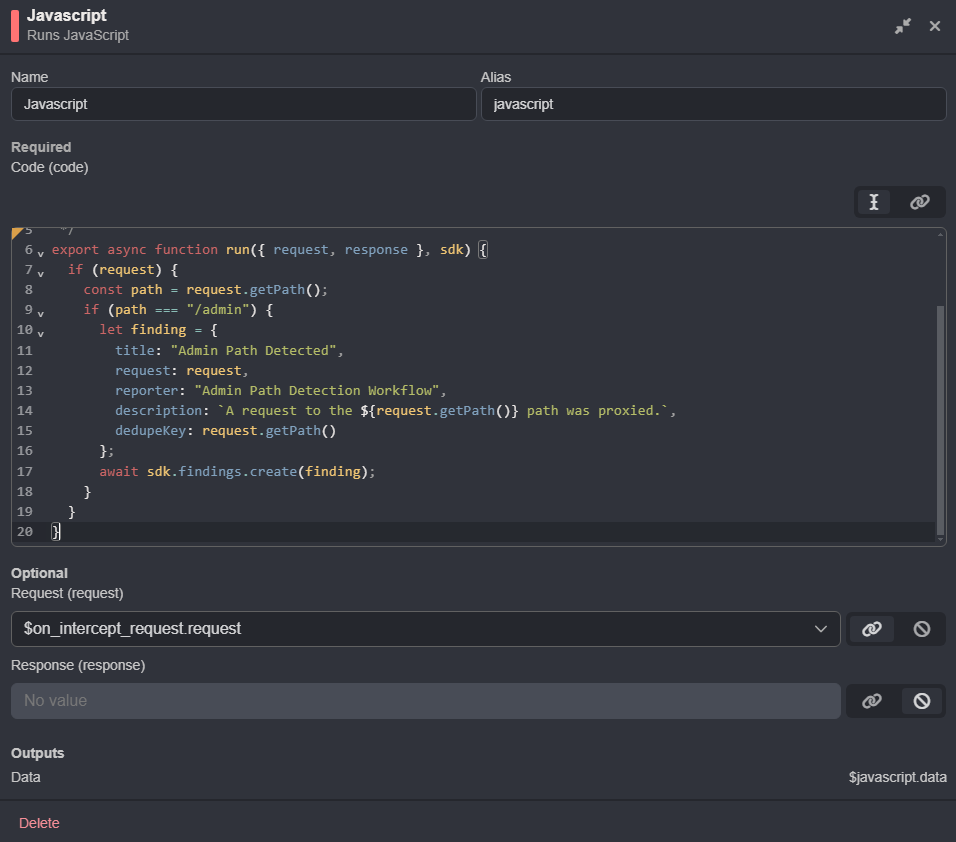 Javascript
Runs JavaScript
Name
Alias
Javascript
javascript
Required
Code (code)
5 */
6 export async function run({ request, response }, sdk) {
7 if (request) {
8 const path = request.getPath();
9 if (path === "/admin") {
10 let finding = {
11 title: "Admin Path Detected",
12 request: request,
13 reporter: "Admin Path Detection Workflow",
14 description: `A request to the ${request.getPath()} path was proxied.`,
15 dedupeKey: request.getPath()
16 };
17 await sdk.findings.create(finding);
18 }
19 }
20 }
Optional
Request (request)
$on_intercept_request.request
Response (response)
No value
Outputs
Data
$javascript.data
Delete